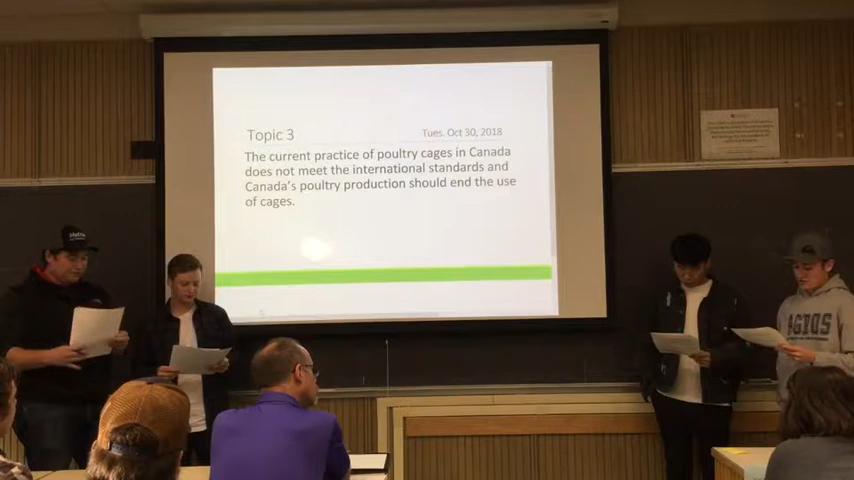 Topic 3
Tues. Oct 30, 2018
The current practice of poultry cages in Canada
does not meet the international standards and
Canada's poultry production should end the use
of cages.